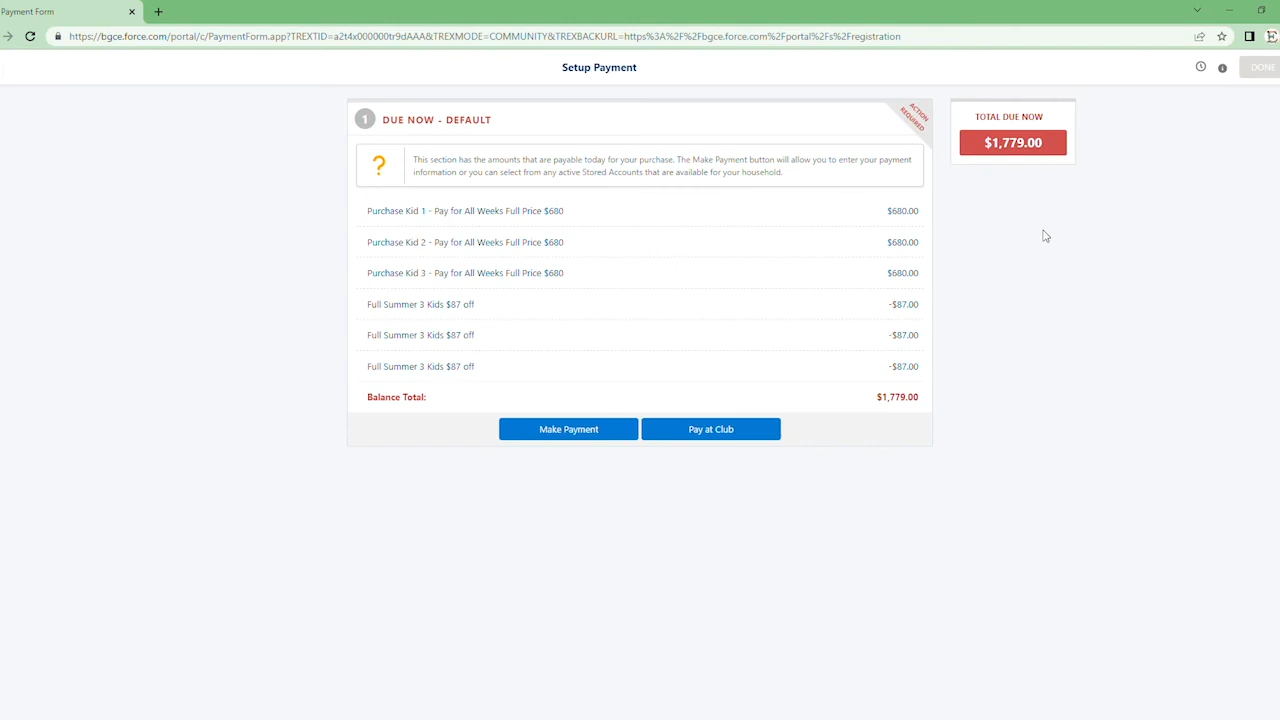 Payment Form
https://bgce.force.com/portal/c/PaymentForm.app?TREXTID=a2t4x000000tr9dAAA&TREXMODE=COMMUNITY&TREXBACKURL=https%3A%2F%2Fbgce.force.com%2Fportal%2Fs%2Fregistration
Setup Payment
DONE
1 DUE NOW - DEFAULT
ACTION
REQUIRED
TOTAL DUE NOW
$1,779.00
? This section has the amounts that are payable today for your purchase. The Make Payment button will allow you to enter your payment
information or you can select from any active Stored Accounts that are available for your household.
Purchase Kid 1 - Pay for All Weeks Full Price $680 $680.00
Purchase Kid 2 - Pay for All Weeks Full Price $680 $680.00
Purchase Kid 3 - Pay for All Weeks Full Price $680 $680.00
Full Summer 3 Kids $87 off -$87.00
Full Summer 3 Kids $87 off -$87.00
Full Summer 3 Kids $87 off -$87.00
Balance Total: $1,779.00
Make Payment Pay at Club